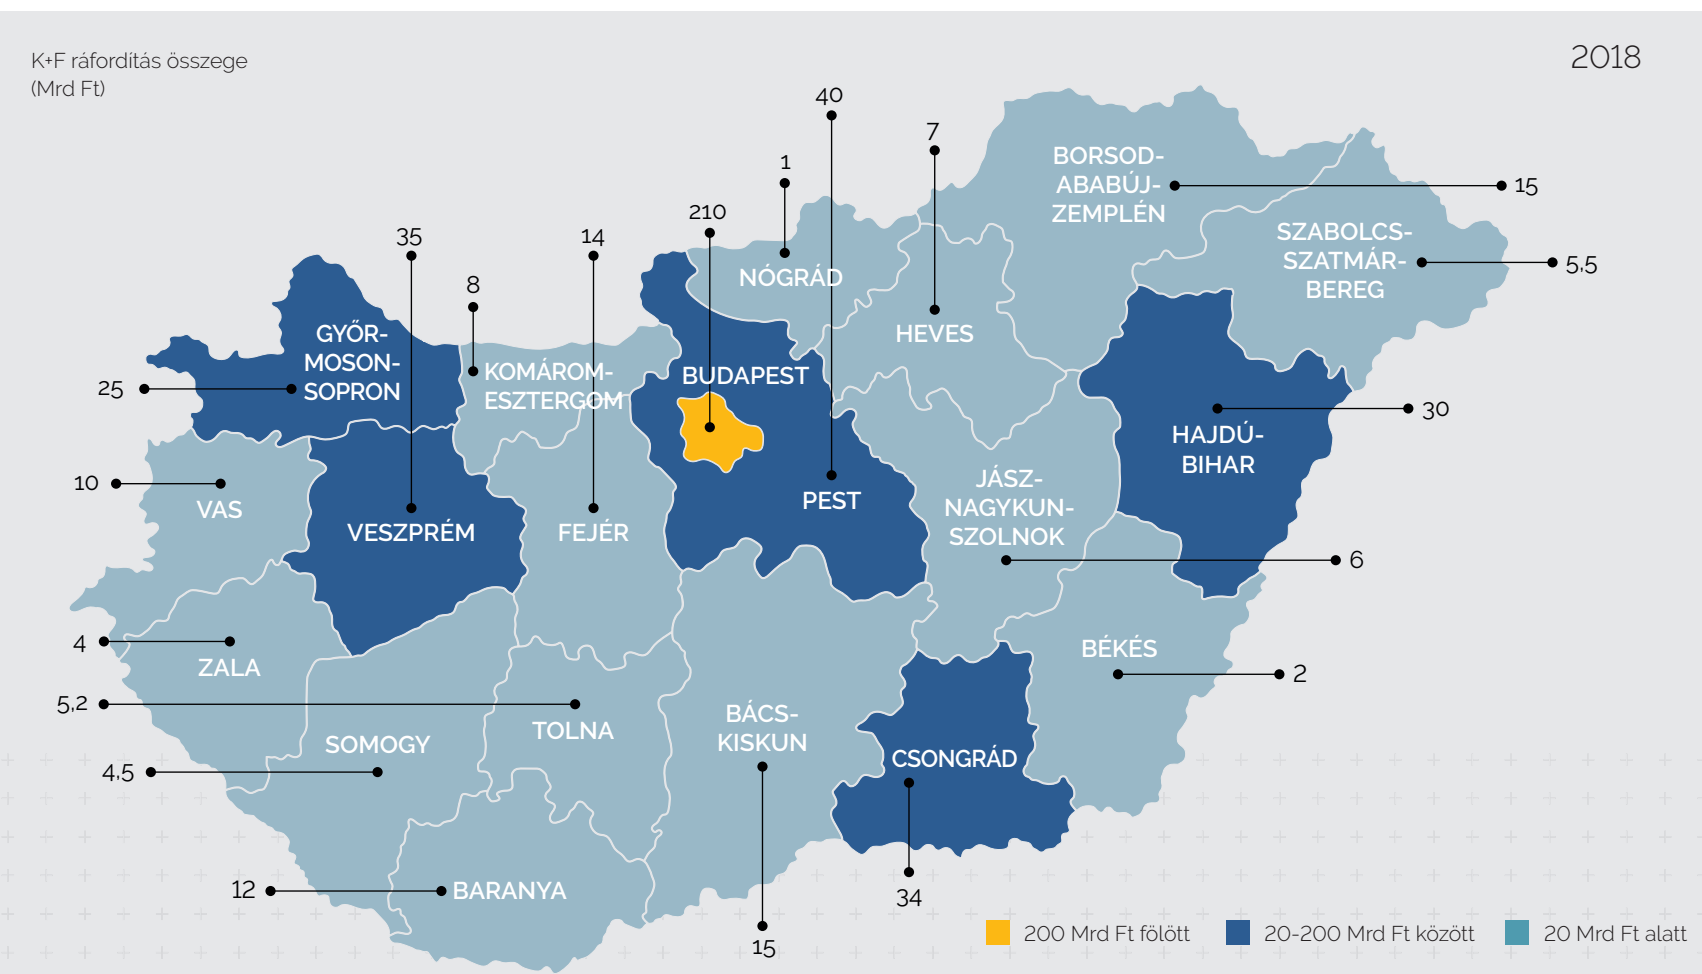 K+F ráfordítás összege
(Mrd Ft)
2018
40
7
1
BORSOD-
ABABÚJ-
ZEMPLÉN
15
210
35
14
SZABOLCS-
SZATMÁR-
BEREG
5,5
NÓGRÁD
8
GYŐR-
MOSON-
SOPRON
HEVES
25
KOMÁROM-
ESZTERGOM
BUDAPEST
30
HAJDÚ-
BIHAR
10
VAS
VESZPRÉM
FEJÉR
PEST
JÁSZ-
NAGYKUN-
SZOLNOK
6
4
ZALA
BÉKÉS
2
5,2
TOLNA
BÁCS-
KISKUN
SOMOGY
4,5
CSONGRÁD
12
BARANYA
34
15
200 Mrd Ft fölött
20-200 Mrd Ft között
20 Mrd Ft alatt